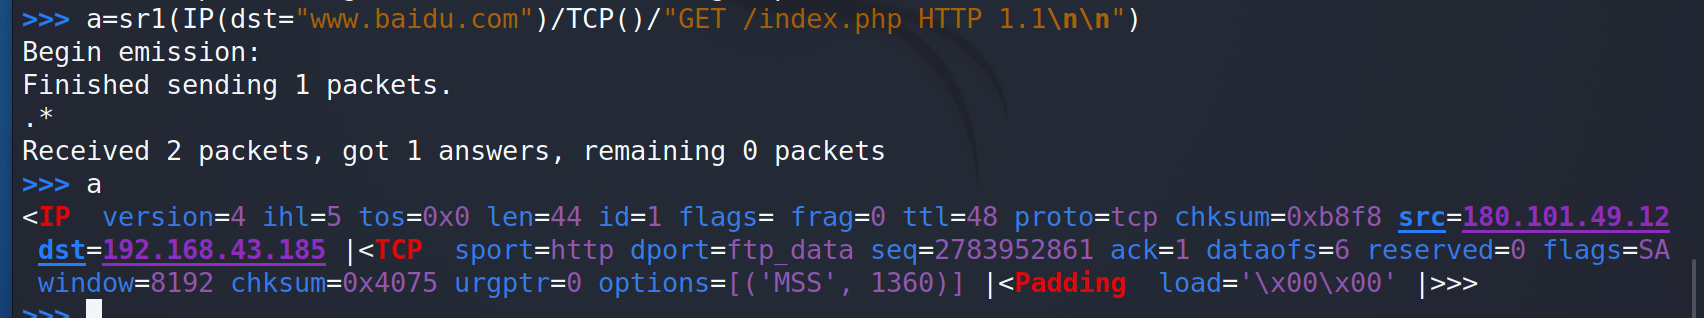 >>> a=sr1(IP(dst="www.baidu.com")/TCP()/"GET /index.php HTTP 1.1\n\n")
Begin emission:
Finished sending 1 packets.
.*
Received 2 packets, got 1 answers, remaining 0 packets
>>> a
<IP  version=4 ihl=5 tos=0x0 len=44 id=1 flags= frag=0 ttl=48 proto=tcp chksum=0xb8f8 src=180.101.49.12
dst=192.168.43.185 |<TCP  sport=http dport=ftp_data seq=2783952861 ack=1 dataofs=6 reserved=0 flags=SA
window=8192 chksum=0x4075 urgptr=0 options=[('MSS', 1360)] |<Padding  load='\x00\x00' |>>>
>>>